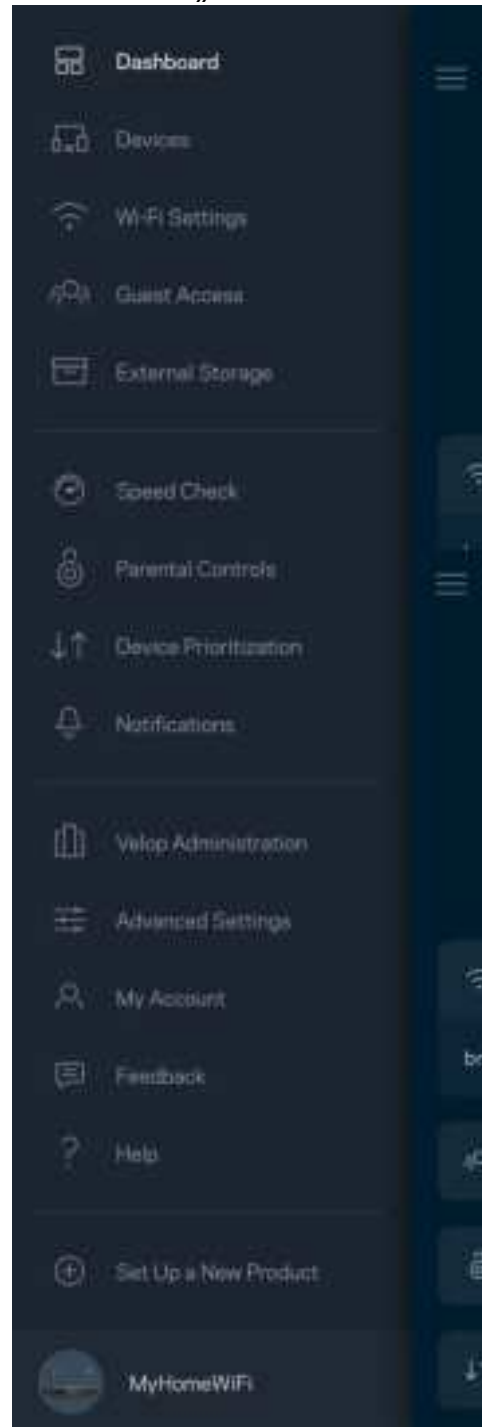 Dashboard
Devices
Wi-Fi Settings
Guest Access
External Storage
Speed Check
Parental Controls
Device Prioritization
Notifications
Velop Administration
Advanced Settings
My Account
Feedback
Help
Set Up a New Product
MyHomeWiFi
br